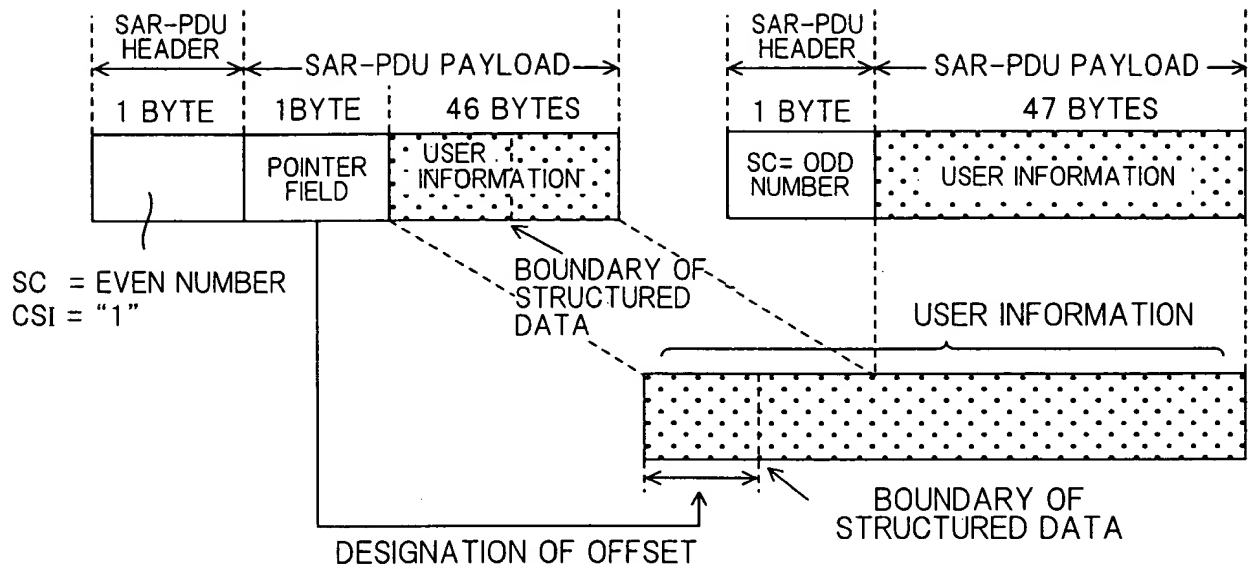 SAR-PDU
HEADER
SAR-PDU PAYLOAD
1 BYTE
1BYTE
46 BYTES
POINTER
FIELD
USER
INFORMATION
SC = EVEN NUMBER
CSI = “1”
BOUNDARY OF
STRUCTURED
DATA
SAR-PDU
HEADER
SAR-PDU PAYLOAD
1 BYTE
47 BYTES
SC= ODD
NUMBER
USER INFORMATION
USER INFORMATION
BOUNDARY OF
STRUCTURED DATA
DESIGNATION OF OFFSET